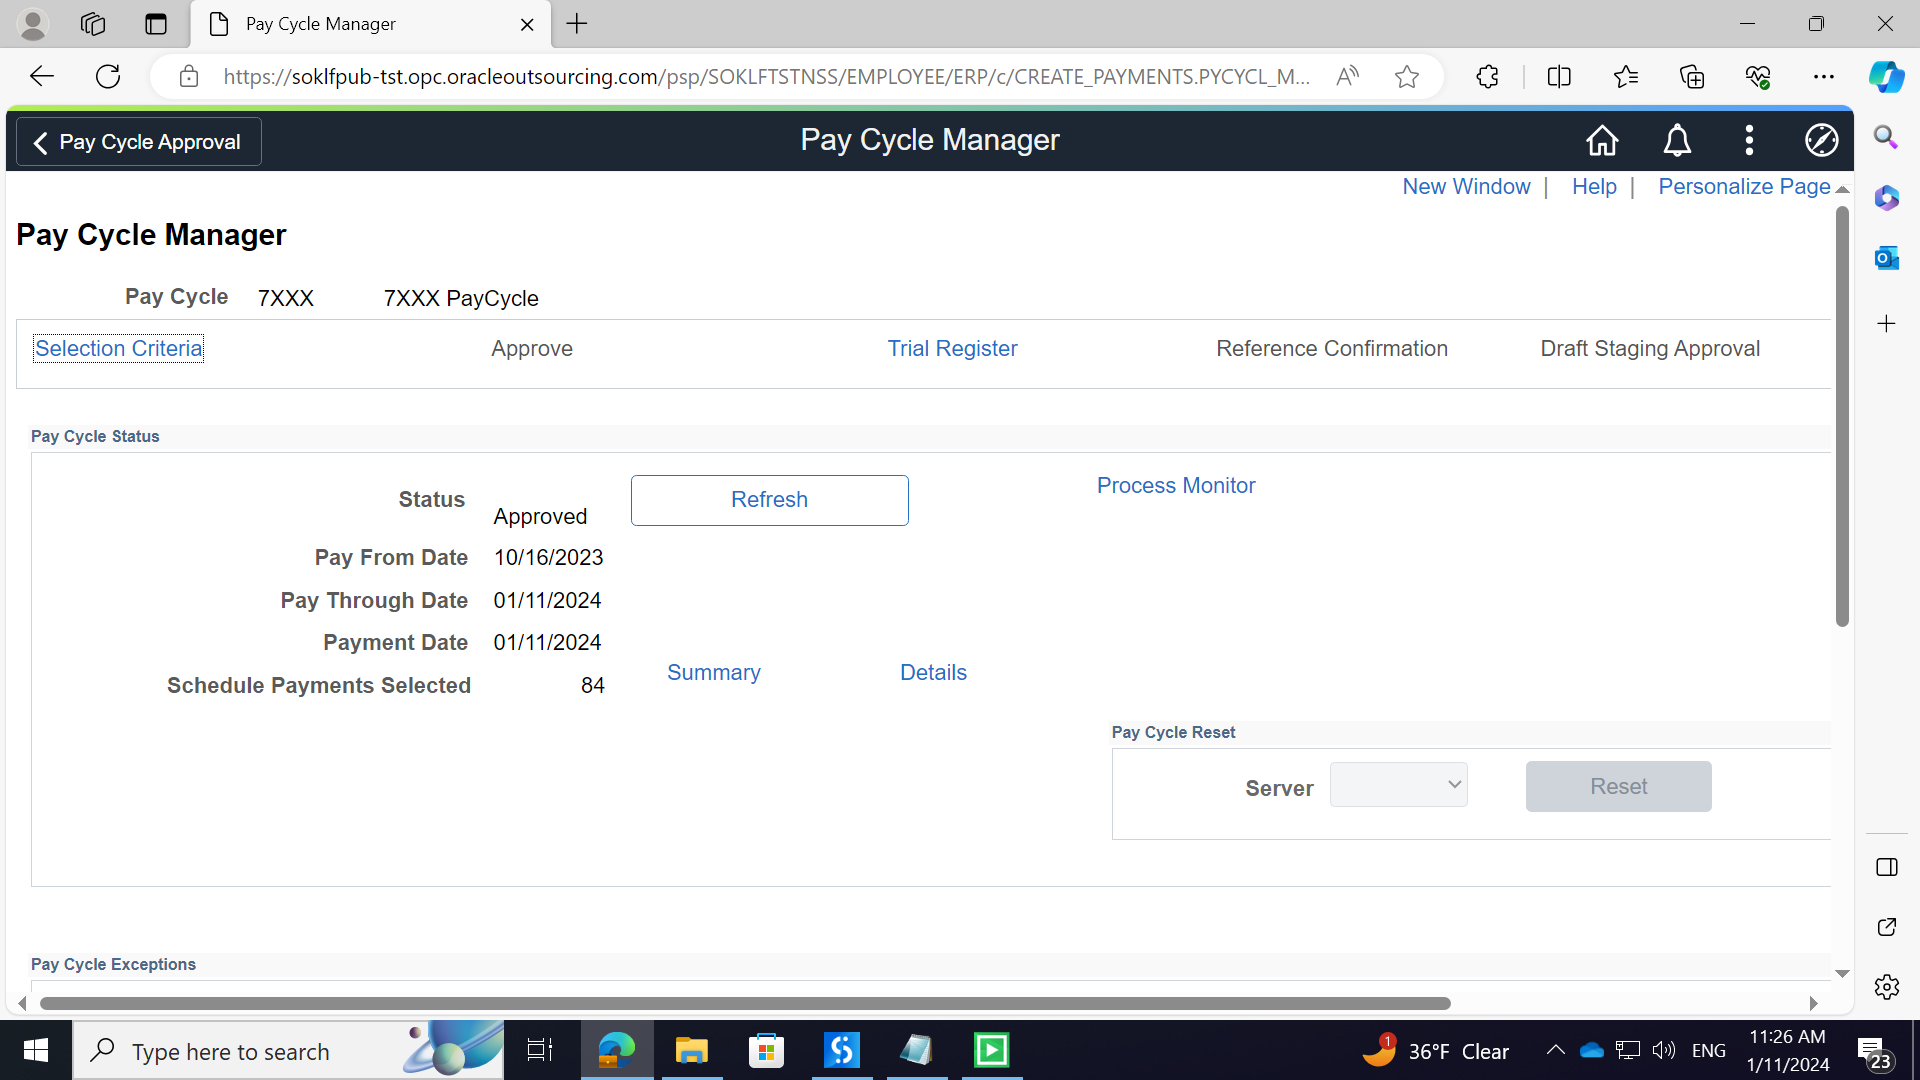 Pay Cycle Manager
https://soklfpub-tst.opc.oracleoutsourcing.com/psp/SOKLFTSTNSS/EMPLOYEE/ERP/c/CREATE_PAYMENTS.PYCYCL_M...
Pay Cycle Approval
Pay Cycle Manager
New Window | Help | Personalize Page
Pay Cycle Manager
Pay Cycle 7XXX 7XXX PayCycle
Selection Criteria Approve Trial Register Reference Confirmation Draft Staging Approval
Pay Cycle Status
Status Approved Refresh Process Monitor
Pay From Date 10/16/2023
Pay Through Date 01/11/2024
Payment Date 01/11/2024
Schedule Payments Selected 84 Summary Details
Pay Cycle Reset
Server Reset
Pay Cycle Exceptions
Type here to search
1 36°F Clear ENG 11:26 AM
1/11/2024
23